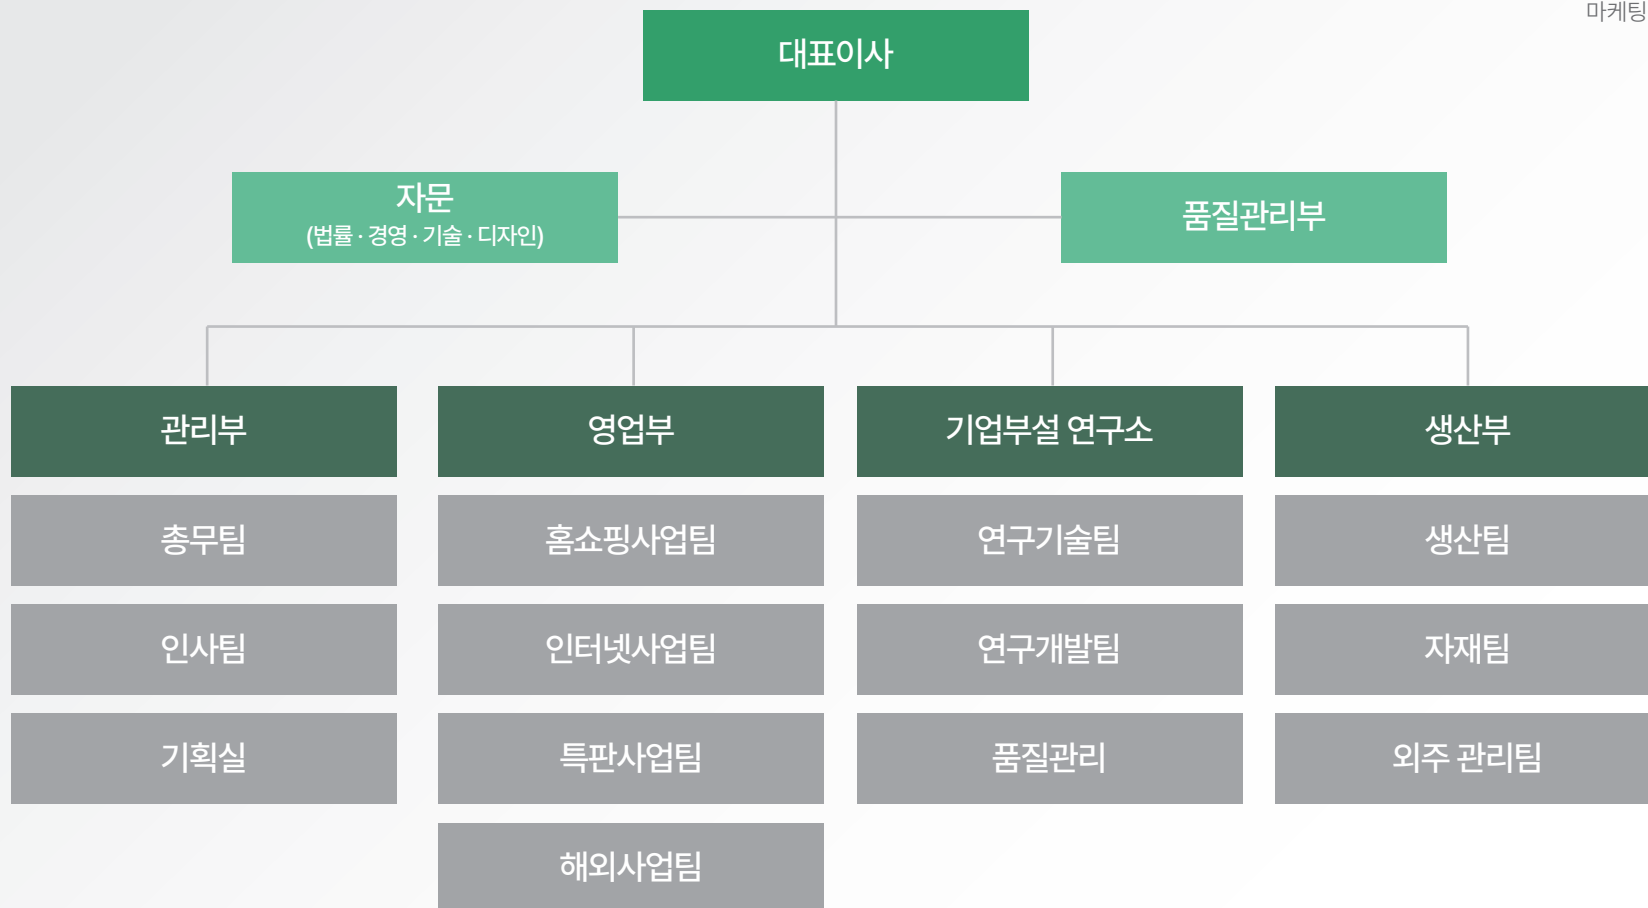 마케팅
대표이사
자문
(법률 · 경영 · 기술 · 디자인)
품질관리부
관리부
영업부
기업부설 연구소
생산부
총무팀
홈쇼핑사업팀
연구기술팀
생산팀
인사팀
인터넷사업팀
연구개발팀
자재팀
기획실
특판사업팀
품질관리
외주 관리팀
해외사업팀